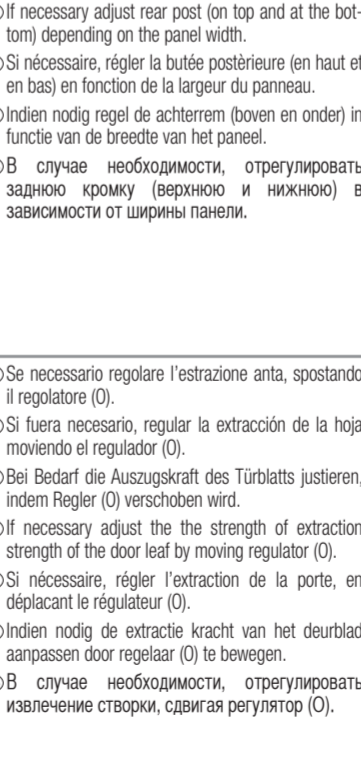 If necessary adjust rear post (on top and at the bot-
tom) depending on the panel width.
Si nécessaire, régler la butée postèrieure (en haut et
en bas) en fonction de la largeur du panneau.
Indien nodig regel de achterrem (boven en onder) in
functie van de breedte van het paneel.
В случае необходимости, отрегулировать
заднюю кромку (верхнюю и нижнюю) в
зависимости от ширины панели.
Se necessario regolare l'estrazione anta, spostando
il regolatore (O).
Si fuera necesario, regular la extracción de la hoja
moviendo el regulador (O).
Bei Bedarf die Auszugskraft des Türblatts justieren,
indem Regler (O) verschoben wird.
If necessary adjust the the strength of extraction
strength of the door leaf by moving regulator (O).
Si nécessaire, régler l'extraction de la porte, en
déplacant le régulateur (O).
Indien nodig de extractie kracht van het deurblad
aanpassen door regelaar (O) te bewegen.
В случае необходимости, отрегулировать
извлечение створки, сдвигая регулятор (O).